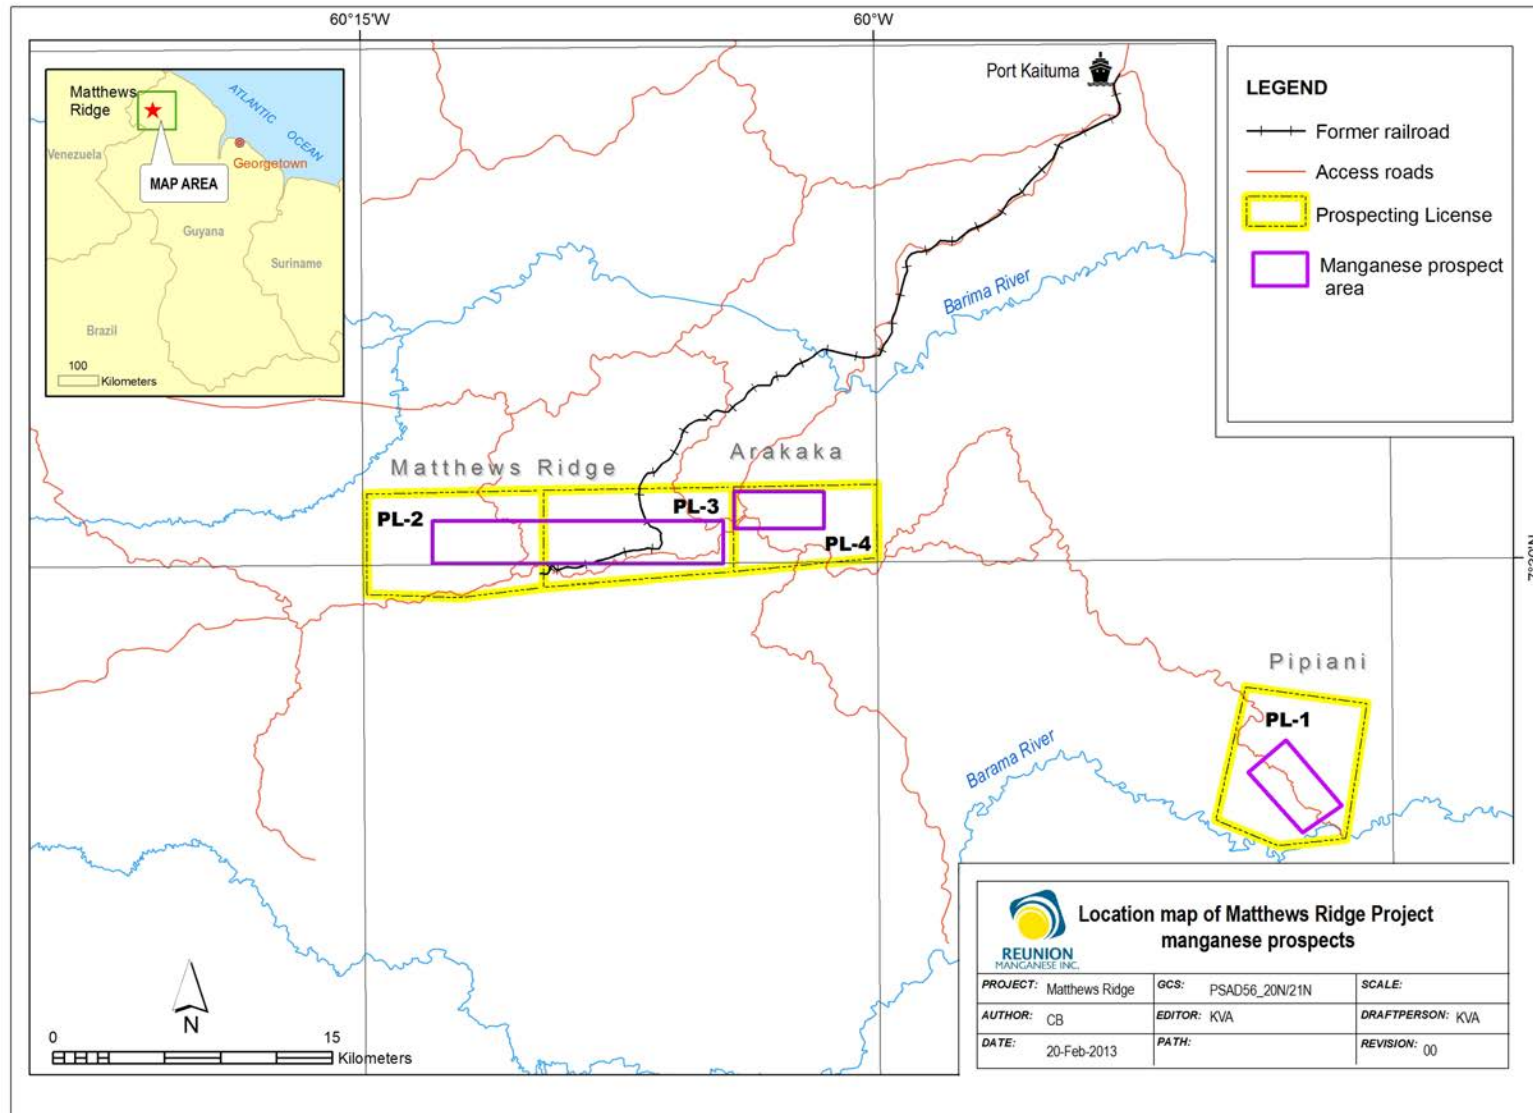 60°15'W
60°W
Port Kaituma
Matthews
Ridge
ATLANTIC OCEAN
Venezuela
Georgetown
MAP AREA
Guyana
Suriname
Brazil
100
Kilometers
LEGEND
Former railroad
Access roads
Prospecting License
Manganese prospect
area
Barima River
Arakaka
Matthews Ridge
PL-2
PL-3
PL-4
Pipiani
PL-1
Barama River
N
0 15
Kilometers
REUNION
MANGANESE INC.
Location map of Matthews Ridge Project
manganese prospects
PROJECT: Matthews Ridge GCS: PSAD56_20N/21N SCALE:
AUTHOR: CB EDITOR: KVA DRAFTPERSON: KVA
DATE: 20-Feb-2013 PATH: REVISION: 00